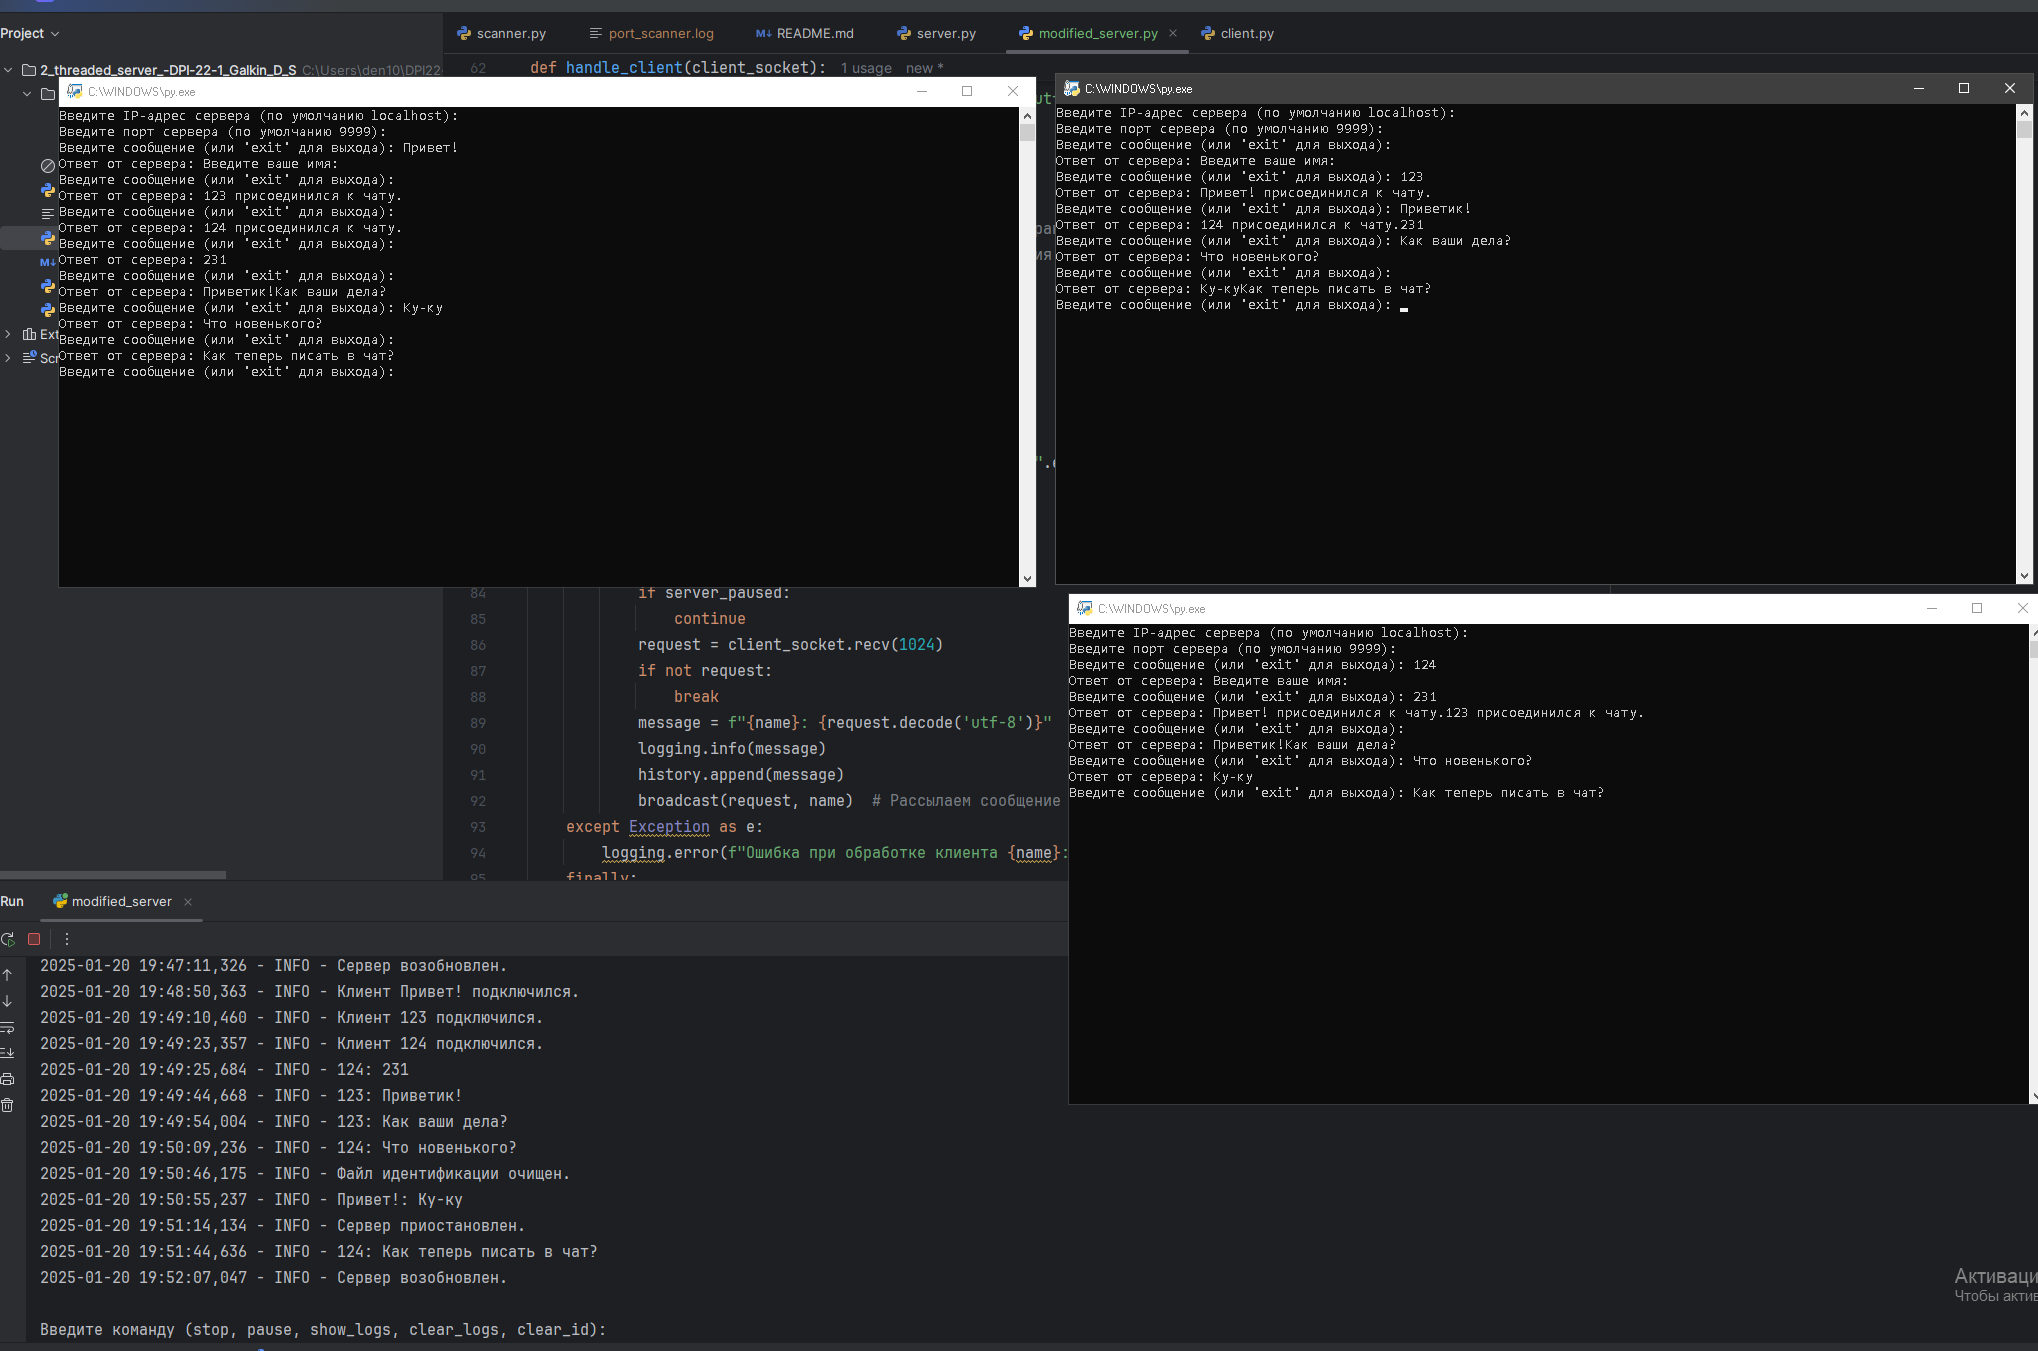 Project
scanner.py
port_scanner.log
README.md
server.py
modified_server.py
client.py
2_threaded_server_-DPI-22-1_Galkin_D_S C:\Users\den10\DPI22-
62 def handle_client(client_socket): 1 usage new *
C:\WINDOWS\py.exe
Введите IP-адрес сервера (по умолчанию localhost):
Введите порт сервера (по умолчанию 9999):
Введите сообщение (или 'exit' для выхода): Привет!
Ответ от сервера: Введите ваше имя:
Введите сообщение (или 'exit' для выхода):
Ответ от сервера: 123 присоединился к чату.
Введите сообщение (или 'exit' для выхода):
Ответ от сервера: 124 присоединился к чату.
Введите сообщение (или 'exit' для выхода):
Ответ от сервера: 231
Введите сообщение (или 'exit' для выхода):
Ответ от сервера: Приветик!Как ваши дела?
Введите сообщение (или 'exit' для выхода): Ку-ку
Ответ от сервера: Что новенького?
Введите сообщение (или 'exit' для выхода):
Ответ от сервера: Как теперь писать в чат?
Введите сообщение (или 'exit' для выхода):
C:\WINDOWS\py.exe
Введите IP-адрес сервера (по умолчанию localhost):
Введите порт сервера (по умолчанию 9999):
Введите сообщение (или 'exit' для выхода):
Ответ от сервера: Введите ваше имя:
Введите сообщение (или 'exit' для выхода): 123
Ответ от сервера: Привет! присоединился к чату.
Введите сообщение (или 'exit' для выхода): Приветик!
Ответ от сервера: 124 присоединился к чату.231
Введите сообщение (или 'exit' для выхода): Как ваши дела?
Ответ от сервера: Что новенького?
Введите сообщение (или 'exit' для выхода):
Ответ от сервера: Ку-куКак теперь писать в чат?
Введите сообщение (или 'exit' для выхода):
Ext
Scr
C:\WINDOWS\py.exe
Введите IP-адрес сервера (по умолчанию localhost):
Введите порт сервера (по умолчанию 9999):
Введите сообщение (или 'exit' для выхода): 124
Ответ от сервера: Введите ваше имя:
Введите сообщение (или 'exit' для выхода): 231
Ответ от сервера: Привет! присоединился к чату.123 присоединился к чату.
Введите сообщение (или 'exit' для выхода):
Ответ от сервера: Приветик!Как ваши дела?
Введите сообщение (или 'exit' для выхода): Что новенького?
Ответ от сервера: Ку-ку
Введите сообщение (или 'exit' для выхода): Как теперь писать в чат?
84 if server_paused:
85 continue
86 request = client_socket.recv(1024)
87 if not request:
88 break
89 message = f"{name}: {request.decode('utf-8')}"
90 logging.info(message)
91 history.append(message)
92 broadcast(request, name) # Рассылаем сообщение
93 except Exception as e:
94 logging.error(f"Ошибка при обработке клиента {name}:
95 finally:
Run
modified_server
2025-01-20 19:47:11,326 - INFO - Сервер возобновлен.
2025-01-20 19:48:50,363 - INFO - Клиент Привет! подключился.
2025-01-20 19:49:10,460 - INFO - Клиент 123 подключился.
2025-01-20 19:49:23,357 - INFO - Клиент 124 подключился.
2025-01-20 19:49:25,684 - INFO - 124: 231
2025-01-20 19:49:44,668 - INFO - 123: Приветик!
2025-01-20 19:49:54,004 - INFO - 123: Как ваши дела?
2025-01-20 19:50:09,236 - INFO - 124: Что новенького?
2025-01-20 19:50:46,175 - INFO - Файл идентификации очищен.
2025-01-20 19:50:55,237 - INFO - Привет!: Ку-ку
2025-01-20 19:51:14,134 - INFO - Сервер приостановлен.
2025-01-20 19:51:44,636 - INFO - 124: Как теперь писать в чат?
2025-01-20 19:52:07,047 - INFO - Сервер возобновлен.
Введите команду (stop, pause, show_logs, clear_logs, clear_id):
Активаци
Чтобы актив